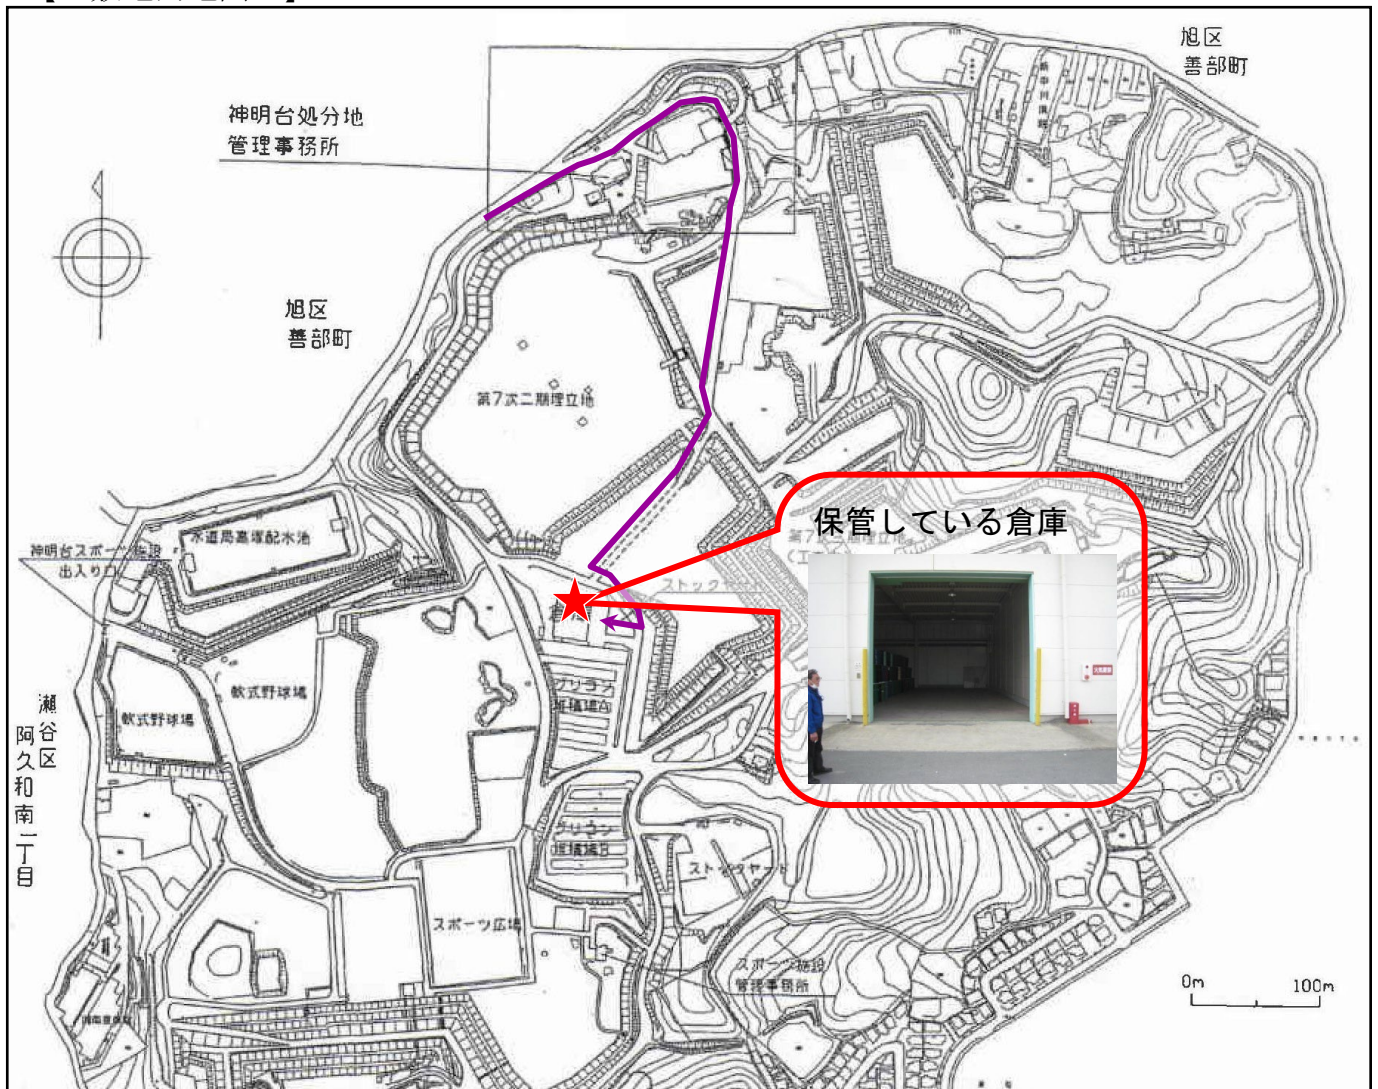 旭区
善部町
神明台処分地
管理事務所
旭区
善部町
第7次二期埋立地
保管している倉庫
水道局高塚配水池
神明台スポーツ施設
出入り口
ストックヤード
軟式野球場
軟式野球場
瀬谷区
阿久和南一丁目
グリコン
堆積場A
グリコン
堆積場B
ストックヤード
スポーツ広場
スポーツ施設
管理事務所
0m 100m